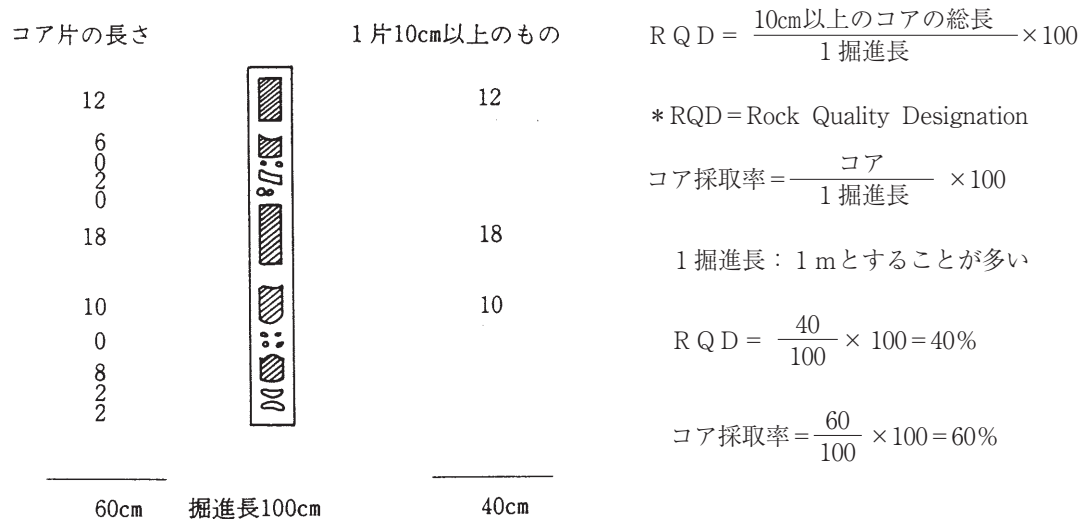 コア片の長さ
12
6
0
2
0
18
10
0
8
2
2
60cm
掘進長100cm
1片10cm以上のもの
12
18
10
40cm
RQD= 10cm以上のコアの総長
1掘進長
×100
*RQD=Rock Quality Designation
コア採取率= コア
1掘進長
×100
1掘進長:1mとすることが多い
RQD= 40
100
×100=40%
コア採取率= 60
100
×100=60%